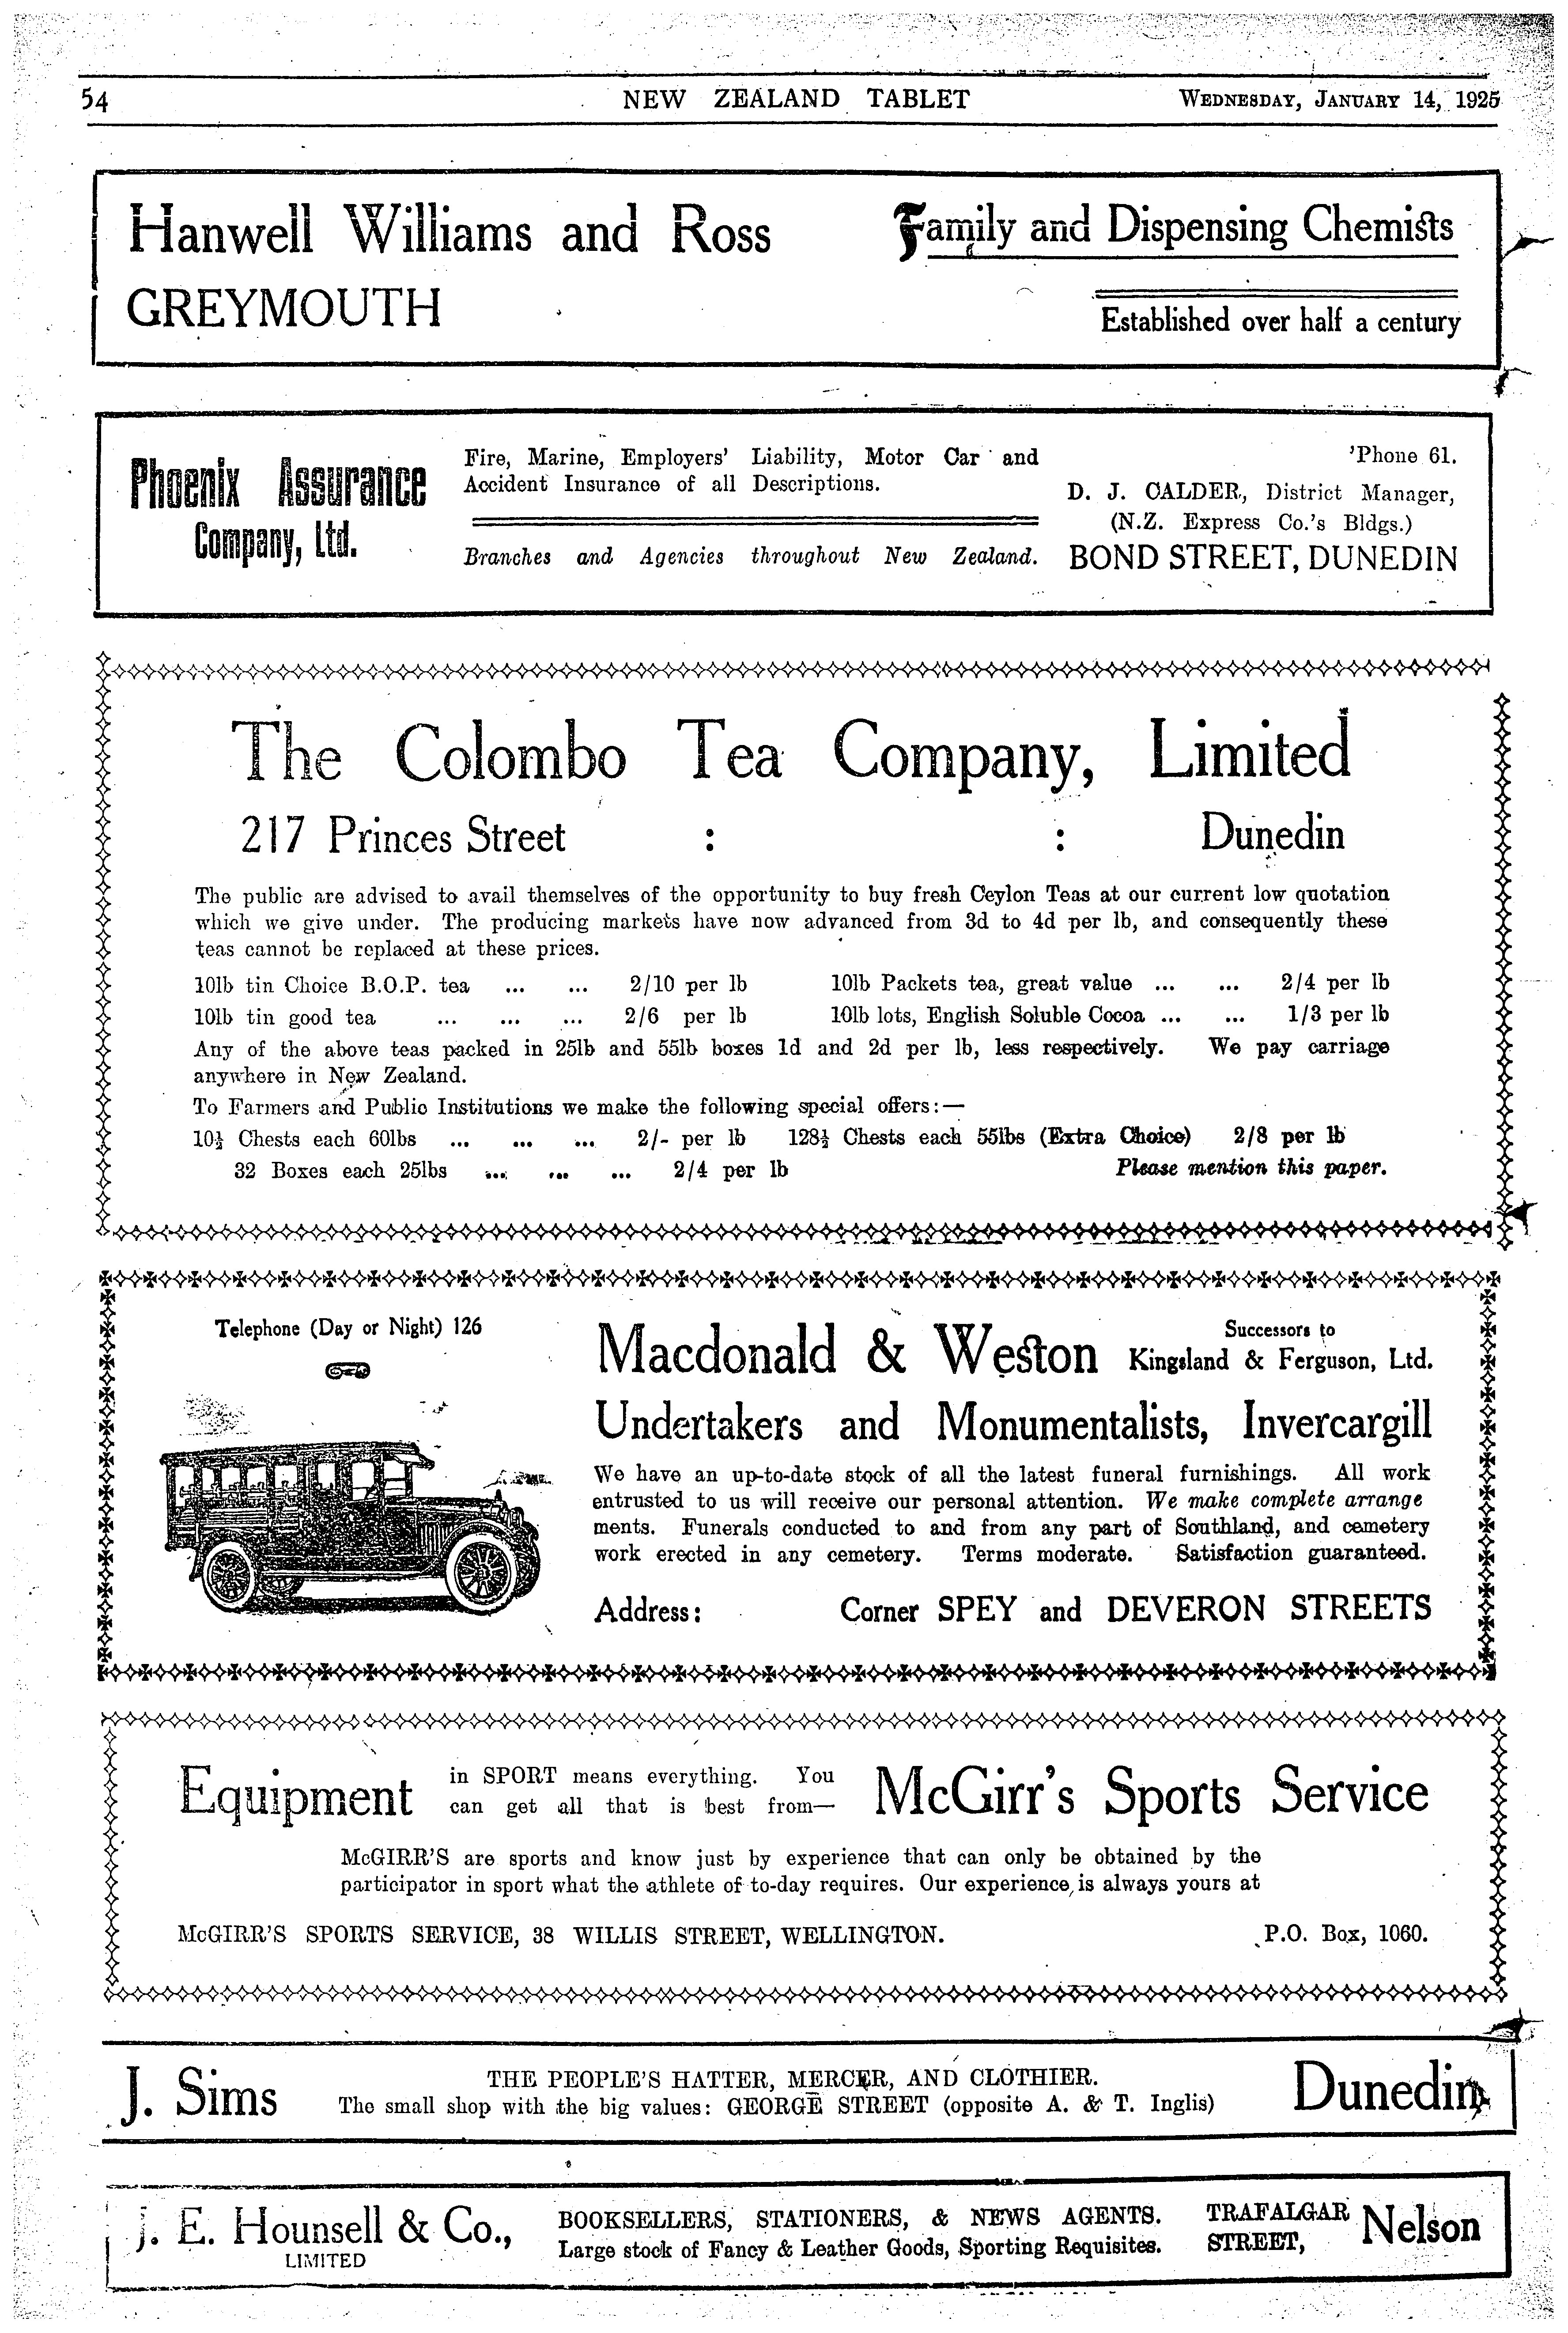 54
NEW ZEALAND TABLET
WEDNESDAY, JANUARY 14, 1925
Hanwell Williams and Ross
GREYMOUTH
Family and Dispensing Chemists
Established over half a century
Phoenix Assurance
Company, Ltd.
Fire, Marine, Employers' Liability, Motor Car and
Accident Insurance of all Descriptions.
Branches and Agencies throughout New Zealand.
'Phone 61.
D. J. CALDER, District Manager,
(N.Z. Express Co.'s Bldgs.)
BOND STREET, DUNEDIN
The Colombo Tea Company, Limited
217 Princes Street : : Dunedin
The public are advised to avail themselves of the opportunity to buy fresh Ceylon Teas at our current low quotation
which we give under. The producing markets have now advanced from 3d to 4d per lb, and consequently these
teas cannot be replaced at these prices.
10lb tin Choice B.O.P. tea ... ... 2/10 per lb 10lb Packets tea, great value ... ... 2/4 per lb
10lb tin good tea ... ... ... 2/6 per lb 10lb lots, English Soluble Cocoa ... ... 1/3 per lb
Any of the above teas packed in 25lb and 55lb boxes 1d and 2d per lb, less respectively. We pay carriage
anywhere in New Zealand.
To Farmers and Public Institutions we make the following special offers:—
10½ Chests each 60lbs ... ... ... 2/- per lb 128½ Chests each 55lbs (Extra Choice) 2/8 per lb
32 Boxes each 25lbs ... ... ... 2/4 per lb Please mention this paper.
Telephone (Day or Night) 126
Macdonald & Weston
Successors to
Kingsland & Ferguson, Ltd.
Undertakers and Monumentalists, Invercargill
We have an up-to-date stock of all the latest funeral furnishings. All work
entrusted to us will receive our personal attention. We make complete arrange
ments. Funerals conducted to and from any part of Southland, and cemetery
work erected in any cemetery. Terms moderate. Satisfaction guaranteed.
Address: Corner SPEY and DEVERON STREETS
Equipment
in SPORT means everything. You
can get all that is best from—
McGirr's Sports Service
McGIRR'S are sports and know just by experience that can only be obtained by the
participator in sport what the athlete of to-day requires. Our experience is always yours at
McGIRR'S SPORTS SERVICE, 38 WILLIS STREET, WELLINGTON. P.O. Box, 1060.
J. Sims
THE PEOPLE'S HATTER, MERCER, AND CLOTHIER.
The small shop with the big values: GEORGE STREET (opposite A. & T. Inglis)
Dunedin
J. E. Hounsell & Co.,
LIMITED
BOOKSELLERS, STATIONERS, & NEWS AGENTS.
Large stock of Fancy & Leather Goods, Sporting Requisites.
TRAFALGAR
STREET,
Nelson